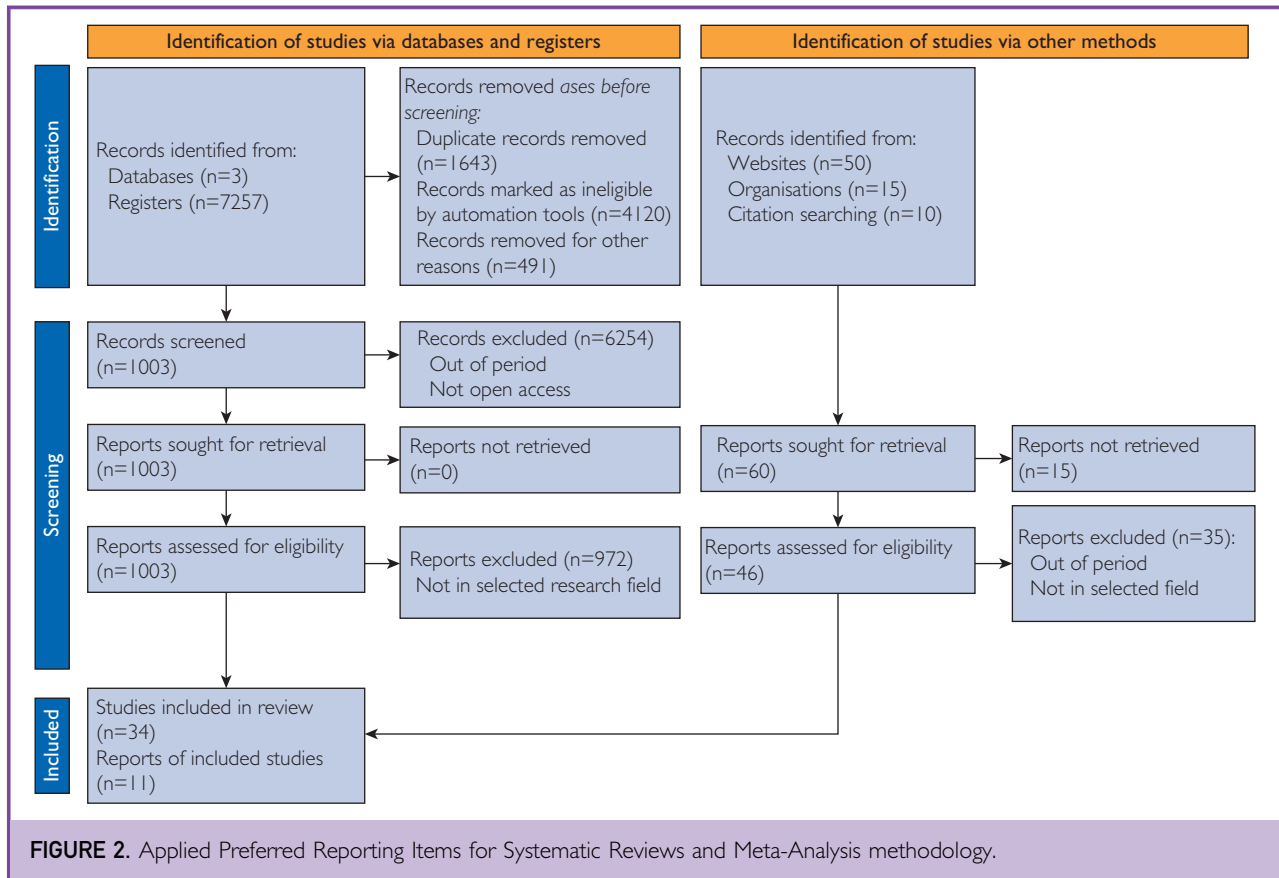 Identification of studies via databases and registers
Identification of studies via other methods
Identification
Records identified from:
Databases (n=3)
Registers (n=7257)
Records removed ases before
screening:
Duplicate records removed
(n=1643)
Records marked as ineligible
by automation tools (n=4120)
Records removed for other
reasons (n=491)
Records identified from:
Websites (n=50)
Organisations (n=15)
Citation searching (n=10)
Screening
Records screened
(n=1003)
Records excluded (n=6254)
Out of period
Not open access
Reports sought for retrieval
(n=1003)
Reports not retrieved
(n=0)
Reports sought for retrieval
(n=60)
Reports not retrieved
(n=15)
Reports assessed for eligibility
(n=1003)
Reports excluded (n=972)
Not in selected research field
Reports assessed for eligibility
(n=46)
Reports excluded (n=35):
Out of period
Not in selected field
Included
Studies included in review
(n=34)
Reports of included studies
(n=11)
FIGURE 2. Applied Preferred Reporting Items for Systematic Reviews and Meta-Analysis methodology.